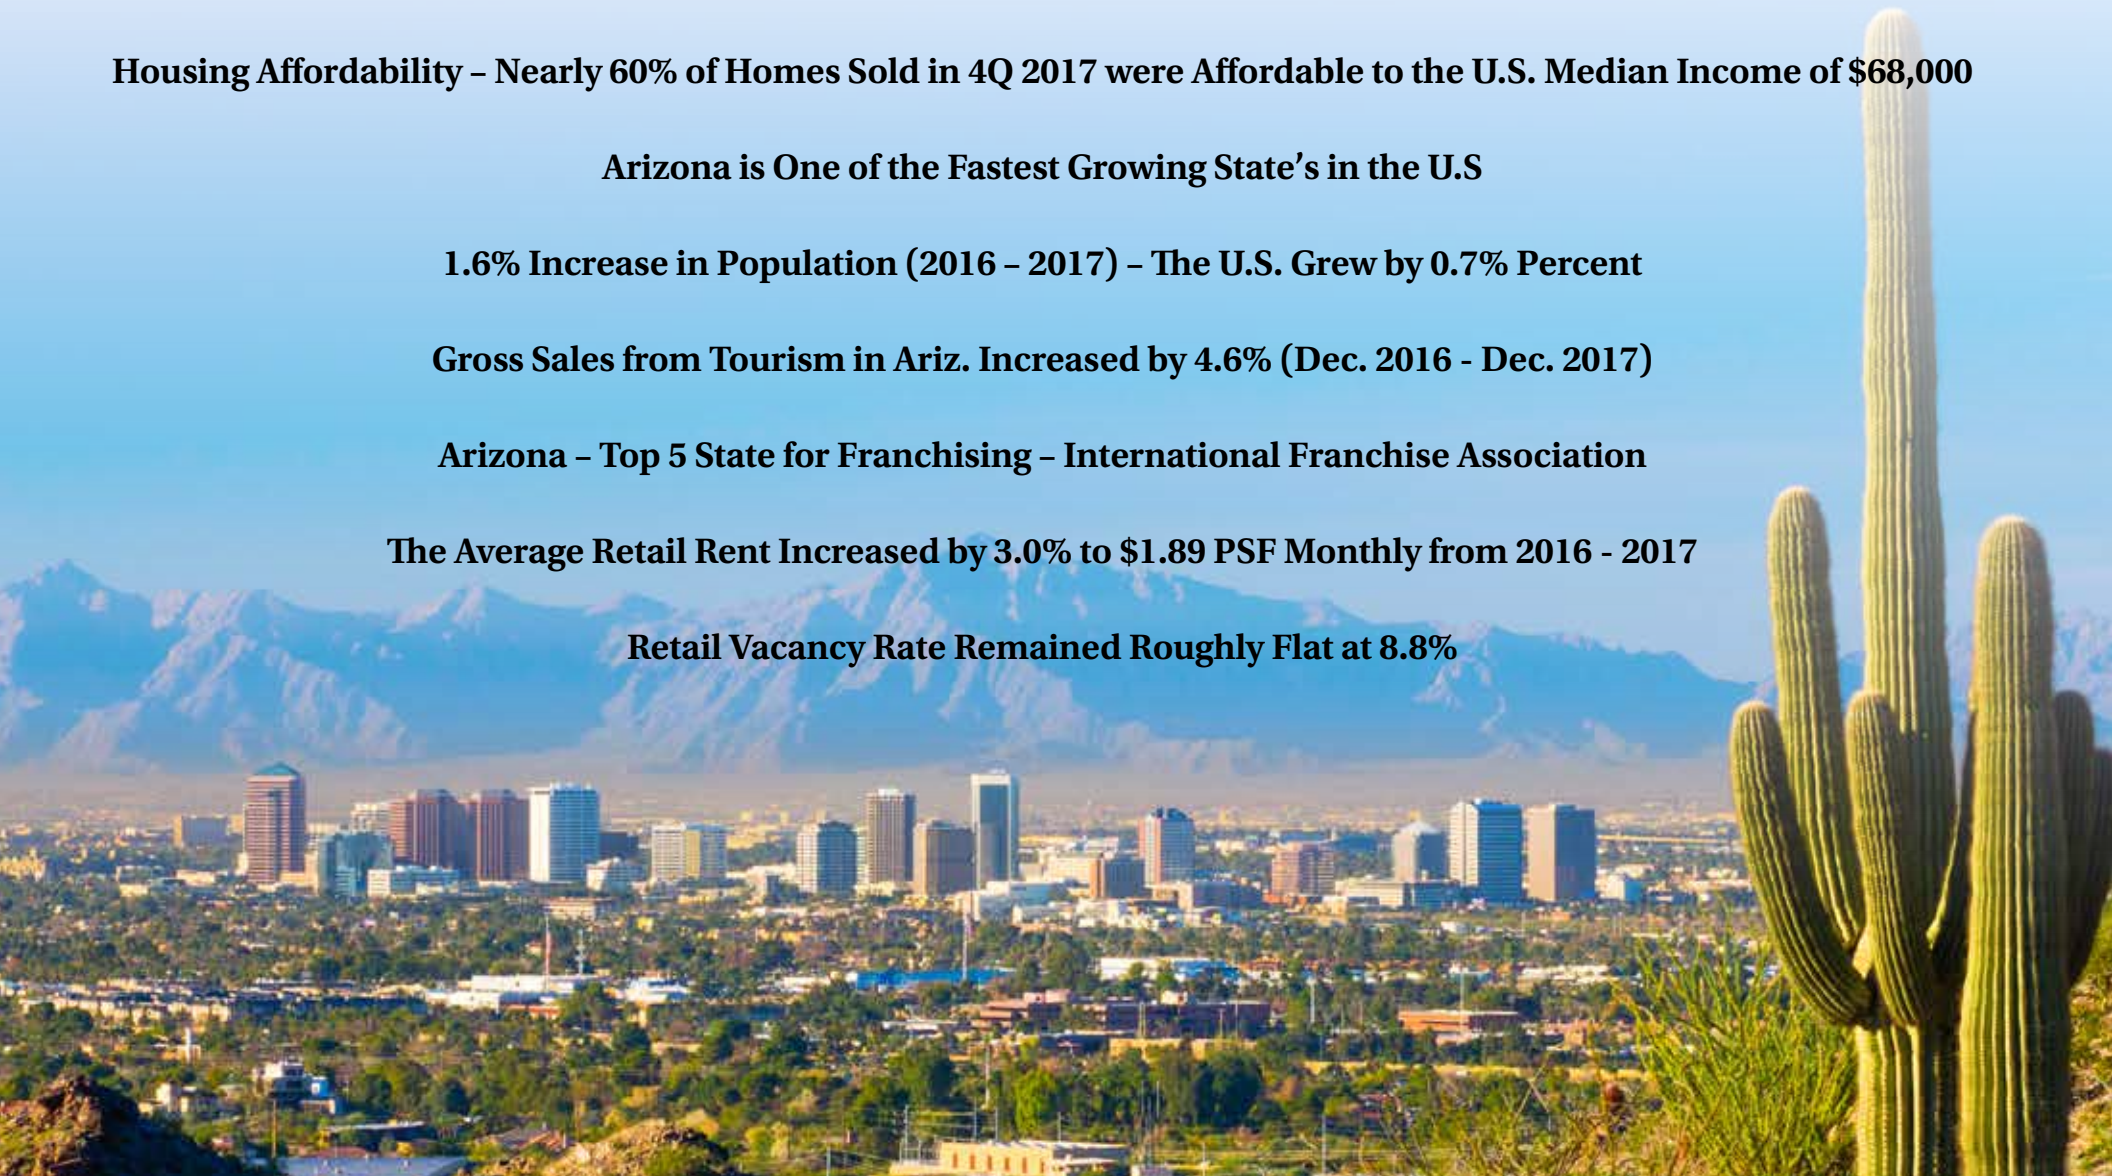 Housing Affordability – Nearly 60% of Homes Sold in 4Q 2017 were Affordable to the U.S. Median Income of $68,000
Arizona is One of the Fastest Growing State’s in the U.S
1.6% Increase in Population (2016 – 2017) – The U.S. Grew by 0.7% Percent
Gross Sales from Tourism in Ariz. Increased by 4.6% (Dec. 2016 - Dec. 2017)
Arizona – Top 5 State for Franchising – International Franchise Association
The Average Retail Rent Increased by 3.0% to $1.89 PSF Monthly from 2016 - 2017
Retail Vacancy Rate Remained Roughly Flat at 8.8%